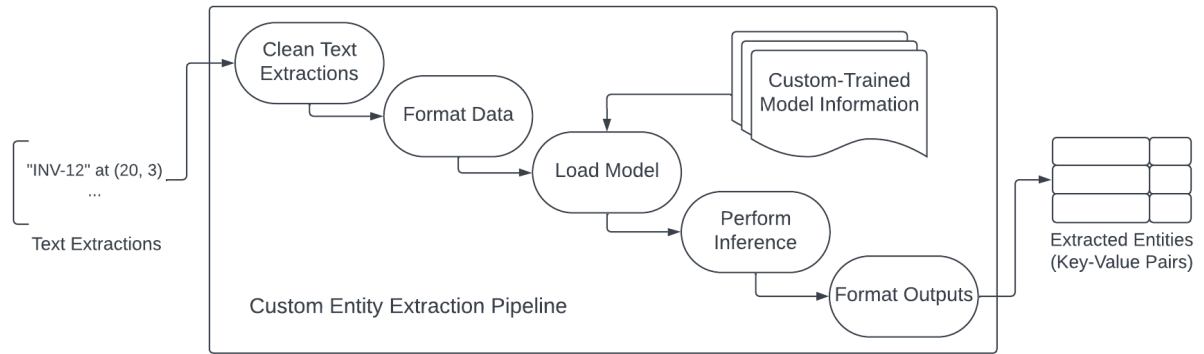 Clean Text
Extractions
Format Data
Custom-Trained
Model Information
Load Model
"INV-12" at (20, 3)
...
Text Extractions
Perform
Inference
Format Outputs
Extracted Entities
(Key-Value Pairs)
Custom Entity Extraction Pipeline